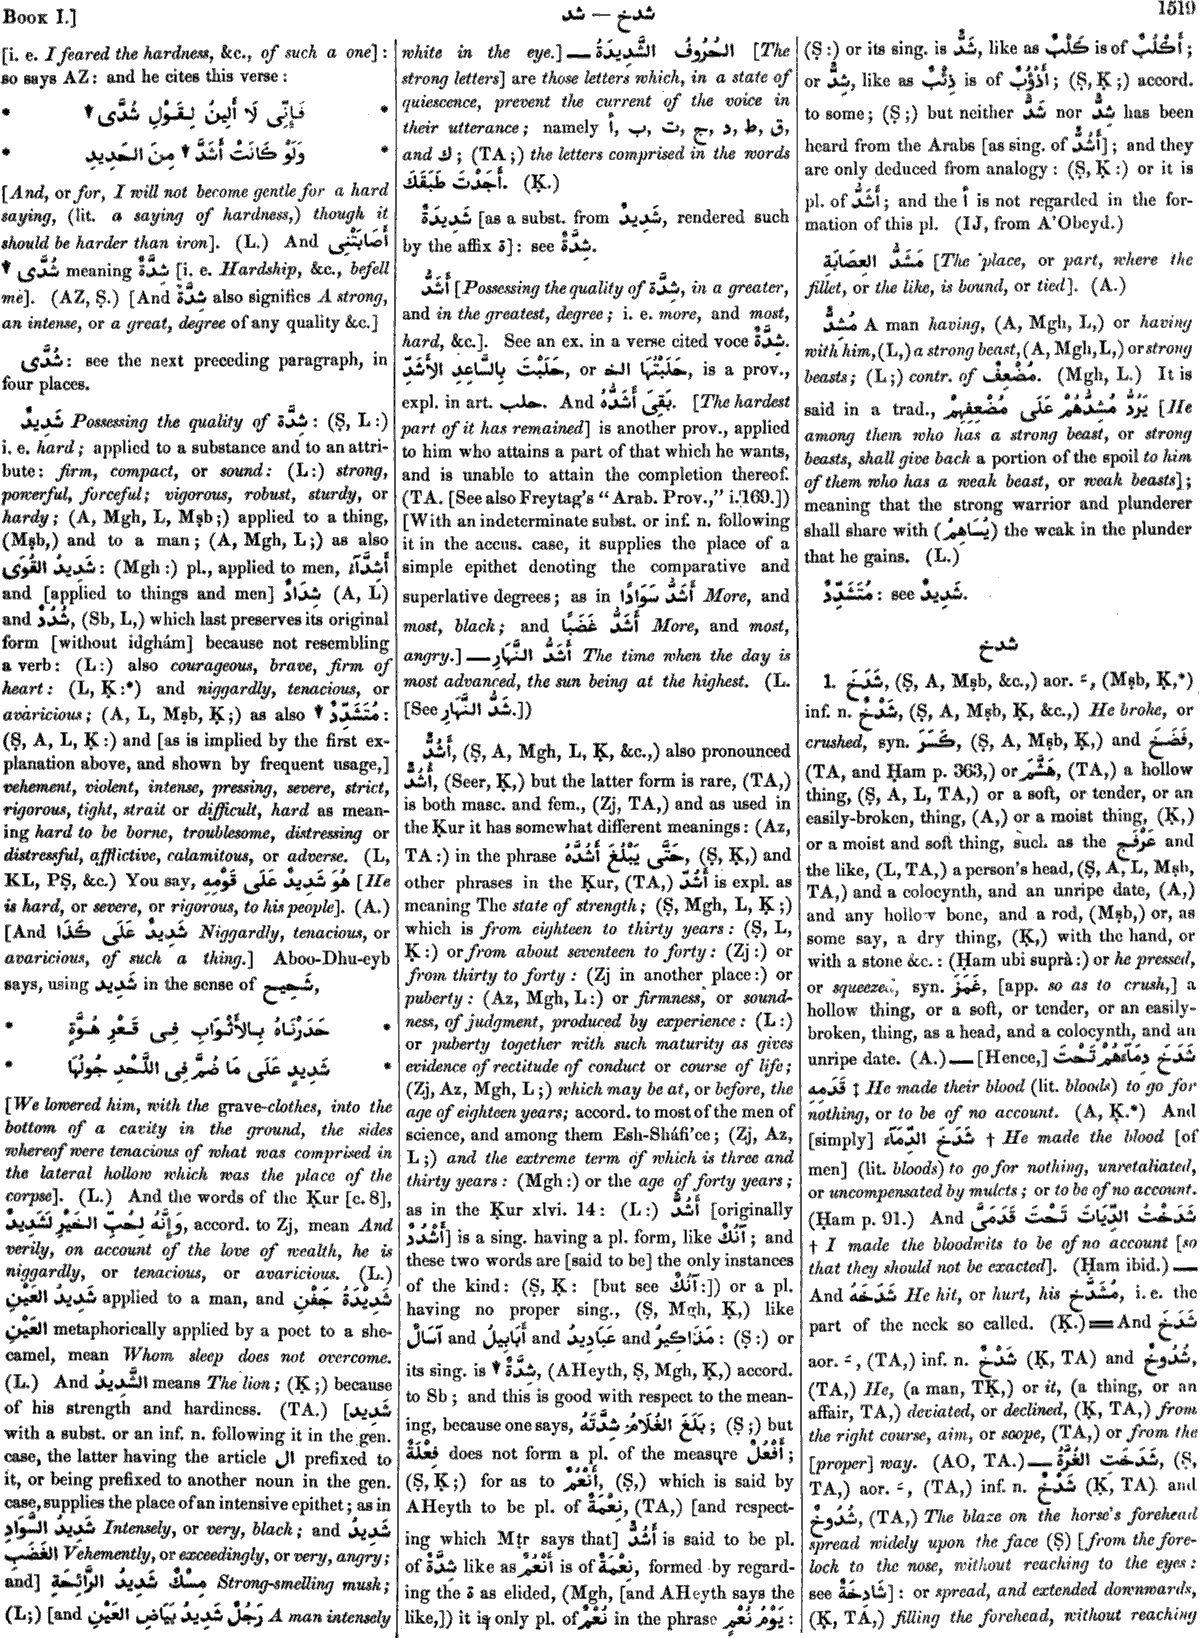 BOOK I.]
شدخ — شد
1519
[i. e. I feared the hardness, &c., of such a one]:
so says AZ: and he cites this verse:
* فَإِنِّى لَا أَلِينُ لِقَوْلِ شُدَّى ↑ *
* وَلَوْ كَانَتْ أَشَدَّ ↑ مِنَ الحَدِيدِ *
[And, or for, I will not become gentle for a hard
saying, (lit. a saying of hardness,) though it
should be harder than iron]. (L.) And أَصَابَتْنِى
شُدَّى ↑ meaning شِدَّةٌ [i. e. Hardship, &c., befell
me]. (AZ, Ṣ.) [And شِدَّةٌ also signifies A strong,
an intense, or a great, degree of any quality &c.]
شُدَّى: see the next preceding paragraph, in
four places.
شَدِيدٌ Possessing the quality of شِدَّة: (Ṣ, L:)
i. e. hard; applied to a substance and to an attri-
bute: firm, compact, or sound: (L:) strong,
powerful, forceful; vigorous, robust, sturdy, or
hardy; (A, Mgh, L, Mṣb;) applied to a thing,
(Mṣb,) and to a man; (A, Mgh, L;) as also
شَدِيدُ القُوَى: (Mgh:) pl., applied to men, أَشِدَّآءُ
and [applied to things and men] شِدَادٌ (A, L)
and شُدُدٌ, (Sb, L,) which last preserves its original
form [without idghám] because not resembling
a verb: (L:) also courageous, brave, firm of
heart: (L, Ḳ:*) and niggardly, tenacious, or
avaricious; (A, L, Mṣb, Ḳ;) as also مُتَشَدِّدٌ ↑:
(Ṣ, A, L, Ḳ:) and [as is implied by the first ex-
planation above, and shown by frequent usage,]
vehement, violent, intense, pressing, severe, strict,
rigorous, tight, strait or difficult, hard as mean-
ing hard to be borne, troublesome, distressing or
distressful, afflictive, calamitous, or adverse. (L,
KL, PṢ, &c.) You say, هُوَ شَدِيدٌ عَلَى قَوْمِهِ [He
is hard, or severe, or rigorous, to his people]. (A.)
[And شَدِيدٌ عَلَى كَذَا Niggardly, tenacious, or
avaricious, of such a thing.] Aboo-Dhu-eyb
says, using شَدِيد in the sense of شَحِيح,
* حَدَرْنَاهُ بِالأَثْوَابِ فِى قَعْرِ هُوَّةٍ *
* شَدِيدٍ عَلَى مَا ضُمَّ فِى اللَّحْدِ جُولُهَا *
[We lowered him, with the grave-clothes, into the
bottom of a cavity in the ground, the sides
whereof were tenacious of what was comprised in
the lateral hollow which was the place of the
corpse]. (L.) And the words of the Ḳur [c. 8],
وَإِنَّهُ لِحُبِّ الخَيْرِ لَشَدِيدٌ, accord. to Zj, mean And
verily, on account of the love of wealth, he is
niggardly, or tenacious, or avaricious. (L.)
شَدِيدُ العَيْنِ applied to a man, and شَدِيدَةُ جَفْنِ
العَيْنِ metaphorically applied by a poet to a she-
camel, mean Whom sleep does not overcome.
(L.) And الشَّدِيدُ means The lion; (Ḳ;) because
of his strength and hardiness. (TA.) [شَدِيد
with a subst. or an inf. n. following it in the gen.
case, the latter having the article ال prefixed to
it, or being prefixed to another noun in the gen.
case, supplies the place of an intensive epithet; as in
شَدِيدُ السَّوَادِ Intensely, or very, black; and شَدِيدُ
الغَضَبِ Vehemently, or exceedingly, or very, angry;
and] مِسْكٌ شَدِيدُ الرَّائِحَةِ Strong-smelling musk;
(L;) [and رَجُلٌ شَدِيدُ بَيَاضِ العَيْنِ A man intensely
white in the eye.] — الحُرُوفُ الشَّدِيدَةُ [The
strong letters] are those letters which, in a state of
quiescence, prevent the current of the voice in
their utterance; namely أ, ب, ت, ج, د, ط, ق,
and ك; (TA;) the letters comprised in the words
أَجَدْتَ طَبَقَكَ. (Ḳ.)
شَدِيدَةٌ [as a subst. from شَدِيدٌ, rendered such
by the affix ة]: see شِدَّةٌ.
أَشَدُّ [Possessing the quality of شِدَّة, in a greater,
and in the greatest, degree; i. e. more, and most,
hard, &c.]. See an ex. in a verse cited voce شِدَّةٌ.
حَلَبْتَ بِالسَّاعِدِ الأَشَدِّ, or حَلَبْتُهَا الخ, is a prov.,
expl. in art. حلب. And بَقِىَ أَشَدُّهُ. [The hardest
part of it has remained] is another prov., applied
to him who attains a part of that which he wants,
and is unable to attain the completion thereof.
(TA. [See also Freytag's “Arab. Prov.,” i. 169.])
[With an indeterminate subst. or inf. n. following
it in the accus. case, it supplies the place of a
simple epithet denoting the comparative and
superlative degrees; as in أَشَدُّ سَوَادًا More, and
most, black; and أَشَدُّ غَضَبًا More, and most,
angry.] — أَشَدُّ النَّهَارِ The time when the day is
most advanced, the sun being at the highest. (L.
[See شَدُّ النَّهَارِ.])
أَشُدٌّ, (Ṣ, A, Mgh, L, Ḳ, &c.,) also pronounced
أُشُدٌّ, (Seer, Ḳ,) but the latter form is rare, (TA,)
is both masc. and fem., (Zj, TA,) and as used in
the Ḳur it has somewhat different meanings: (Az,
TA:) in the phrase حَتَّى يَبْلُغَ أَشُدَّهُ, (Ṣ, Ḳ,) and
other phrases in the Ḳur, (TA,) أَشُدّ is expl. as
meaning The state of strength; (Ṣ, Mgh, L, Ḳ;)
which is from eighteen to thirty years: (Ṣ, L,
Ḳ:) or from about seventeen to forty: (Zj:) or
from thirty to forty: (Zj in another place:) or
puberty: (Az, Mgh, L:) or firmness, or sound-
ness, of judgment, produced by experience: (L:)
or puberty together with such maturity as gives
evidence of rectitude of conduct or course of life;
(Zj, Az, Mgh, L;) which may be at, or before, the
age of eighteen years; accord. to most of the men of
science, and among them Esh-Sháfi'ee; (Zj, Az,
L;) and the extreme term of which is three and
thirty years: (Mgh:) or the age of forty years;
as in the Ḳur xlvi. 14: (L:) أَشُدٌّ [originally
أَشْدُدٌ] is a sing. having a pl. form, like آنُكٌ; and
these two words are [said to be] the only instances
of the kind: (Ṣ, Ḳ: [but see آنُكٌ:]) or a pl.
having no proper sing., (Ṣ, Mgh, Ḳ,) like
آسَالٌ and أَبَابِيلُ and عَبَادِيدُ and مَذَاكِيرُ: (Ṣ:) or
its sing. is شِدَّةٌ ↑, (AHeyth, Ṣ, Mgh, Ḳ,) accord.
to Sb; and this is good with respect to the mean-
ing, because one says, بَلَغَ الغُلَامُ شِدَّتَهُ; (Ṣ;) but
فِعْلَةٌ does not form a pl. of the measure أَفْعُلٌ;
(Ṣ, Ḳ;) for as to أَنْعُمٌ, (Ṣ,) which is said by
AHeyth to be pl. of نِعْمَةٌ, (TA,) [and respect-
ing which Mṭr says that] أَشُدٌّ is said to be pl.
of شِدَّةٌ like as أَنْعُمٌ is of نِعْمَةٌ, formed by regard-
ing the ة as elided, (Mgh, [and AHeyth says the
like,]) it is only pl. of نُعْمٌ in the phrase يَوْمُ نُعْمٍ:
(Ṣ:) or its sing. is شَدٌّ, like as كَلْبٌ is of أَكْلُبٌ;
or شِدٌّ, like as ذِئْبٌ is of أَذْؤُبٌ; (Ṣ, Ḳ;) accord.
to some; (Ṣ;) but neither شَدٌّ nor شِدٌّ has been
heard from the Arabs [as sing. of أَشُدٌّ]; and they
are only deduced from analogy: (Ṣ, Ḳ:) or it is
pl. of أَشَدُّ; and the أ is not regarded in the for-
mation of this pl. (IJ, from A'Obeyd.)
مَشَدُّ العِصَابَةِ [The place, or part, where the
fillet, or the like, is bound, or tied]. (A.)
مُشِدٌّ A man having, (A, Mgh, L,) or having
with him, (L,) a strong beast, (A, Mgh, L,) or strong
beasts; (L;) contr. of مُضْعِفٌ. (Mgh, L.) It is
said in a trad., يَرُدُّ مُشِدُّهُمْ عَلَى مُضْعِفِهِمْ [He
among them who has a strong beast, or strong
beasts, shall give back a portion of the spoil to him
of them who has a weak beast, or weak beasts];
meaning that the strong warrior and plunderer
shall share with (يُسَاهِمُ) the weak in the plunder
that he gains. (L.)
مُتَشَدِّدٌ: see شَدِيدٌ.
شدخ
1. شَدَخَ, (Ṣ, A, Mṣb, &c.,) aor. ـَ, (Mṣb, Ḳ,*)
inf. n. شَدْخٌ, (Ṣ, A, Mṣb, Ḳ, &c.,) He broke, or
crushed, syn. كَسَرَ, (Ṣ, A, Mṣb, Ḳ,) and فَضَخَ,
(TA, and Ḥam p. 363,) or هَشَّمَ, (TA,) a hollow
thing, (Ṣ, A, L, TA,) or a soft, or tender, or an
easily-broken, thing, (A,) or a moist thing, (Ḳ,)
or a moist and soft thing, such as the عَرْفَج and
the like, (L, TA,) a person's head, (Ṣ, A, L, Mṣb,
TA,) and a colocynth, and an unripe date, (A,)
and any hollow bone, and a rod, (Mṣb,) or, as
some say, a dry thing, (Ḳ,) with the hand, or
with a stone &c.: (Ḥam ubi suprà:) or he pressed,
or squeezed, syn. غَمَزَ, [app. so as to crush,] a
hollow thing, or a soft, or tender, or an easily-
broken, thing, as a head, and a colocynth, and an
unripe date. (A.) — [Hence,] شَدَخَ دِمَآءَهُمْ تَحْتَ
قَدَمِهِ ‡ He made their blood (lit. bloods) to go for
nothing, or to be of no account. (A, Ḳ.*) And
[simply] شَدَخَ الدِّمَآءَ † He made the blood [of
men] (lit. bloods) to go for nothing, unretaliated,
or uncompensated by mulcts; or to be of no account.
(Ḥam p. 91.) And شَدَخْتُ الدِّيَاتَ تَحْتَ قَدَمَىَّ
† I made the bloodwits to be of no account [so
that they should not be exacted]. (Ḥam ibid.) —
And شَدَخَهُ He hit, or hurt, his مُشَدَّخ, i. e. the
part of the neck so called. (Ḳ.) = And شَدَخَ
aor. ـَ, (TA,) inf. n. شَدْخٌ (Ḳ, TA) and شُدُوخٌ,
(TA,) He, (a man, TḲ,) or it, (a thing, or an
affair, TA,) deviated, or declined, (Ḳ, TA,) from
the right course, aim, or scope, (TA,) or from the
[proper] way. (AO, TA.) — شَدَخَتِ الغُرَّةُ, (Ṣ,
TA,) aor. ـَ, (TA,) inf. n. شَدْخٌ (Ḳ, TA) and
شُدُوخٌ, (TA,) The blaze on the horse's forehead
spread widely upon the face (Ṣ) [from the fore-
lock to the nose, without reaching to the eyes:
see شَادِخَةٌ]: or spread, and extended downwards,
(Ḳ, TA,) filling the forehead, without reaching